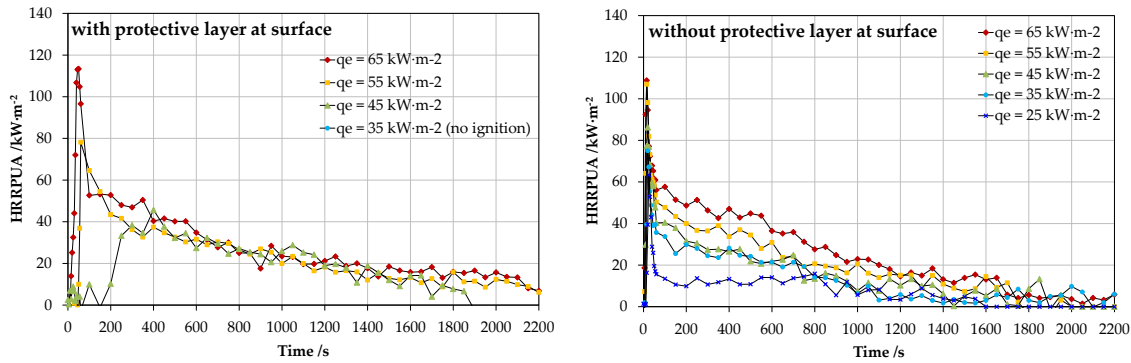 with protective layer at surface
qe = 65 kW·m-2
qe = 55 kW·m-2
qe = 45 kW·m-2
qe = 35 kW·m-2 (no ignition)
HRRPUA /kW·m-2
140
120
100
80
60
40
20
0
0 200 400 600 800 1000 1200 1400 1600 1800 2000 2200
Time /s
without protective layer at surface
qe = 65 kW·m-2
qe = 55 kW·m-2
qe = 45 kW·m-2
qe = 35 kW·m-2
qe = 25 kW·m-2
HRRPUA /kW·m-2
140
120
100
80
60
40
20
0
0 200 400 600 800 1000 1200 1400 1600 1800 2000 2200
Time /s